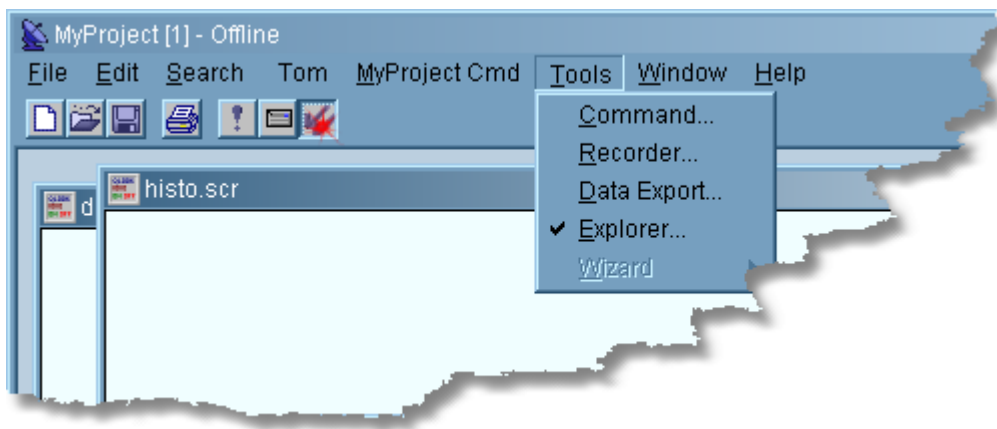 MyProject [1] - Offline
File Edit Search Tom MyProject Cmd Tools Window Help
Command...
Recorder...
Data Export...
Explorer...
Wizard
histo.scr
d